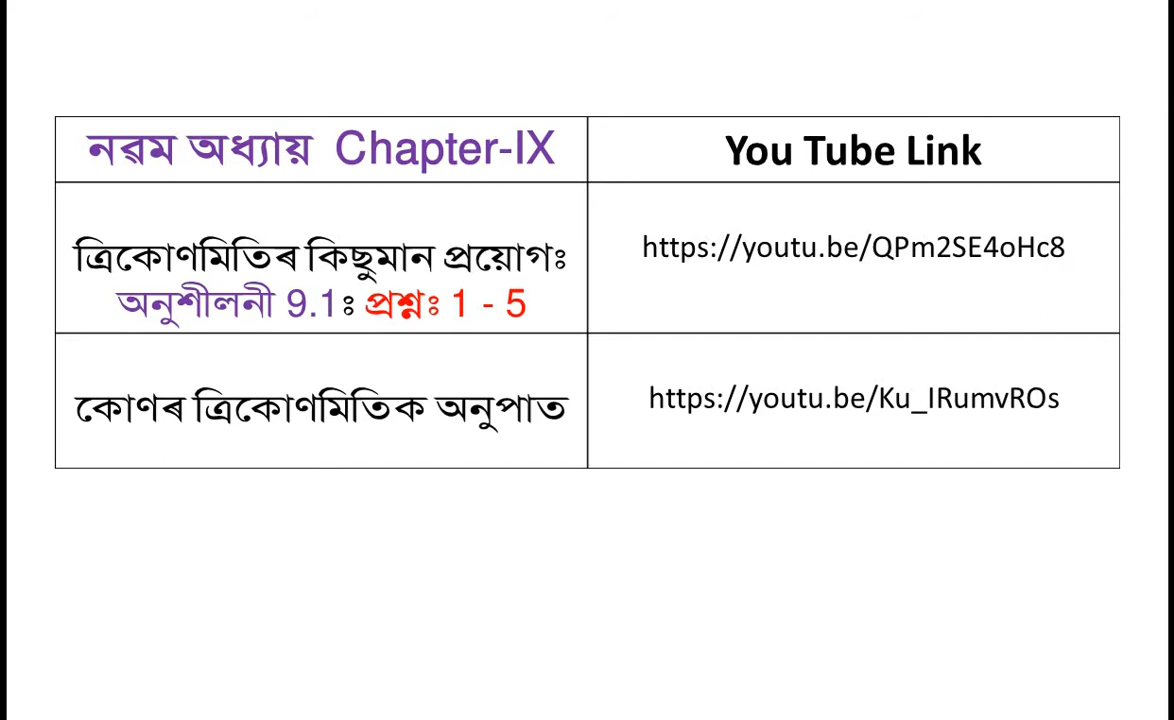 নৱম অধ্যায় Chapter-IX
You Tube Link
ত্ৰিকোণমিতিৰ কিছুমান প্ৰয়োগঃ
অনুশীলনী 9.1ঃ প্ৰশ্নঃ 1 - 5
https://youtu.be/QPm2SE4oHc8
কোণৰ ত্ৰিকোণমিতিক অনুপাত
https://youtu.be/Ku_IRumvROs